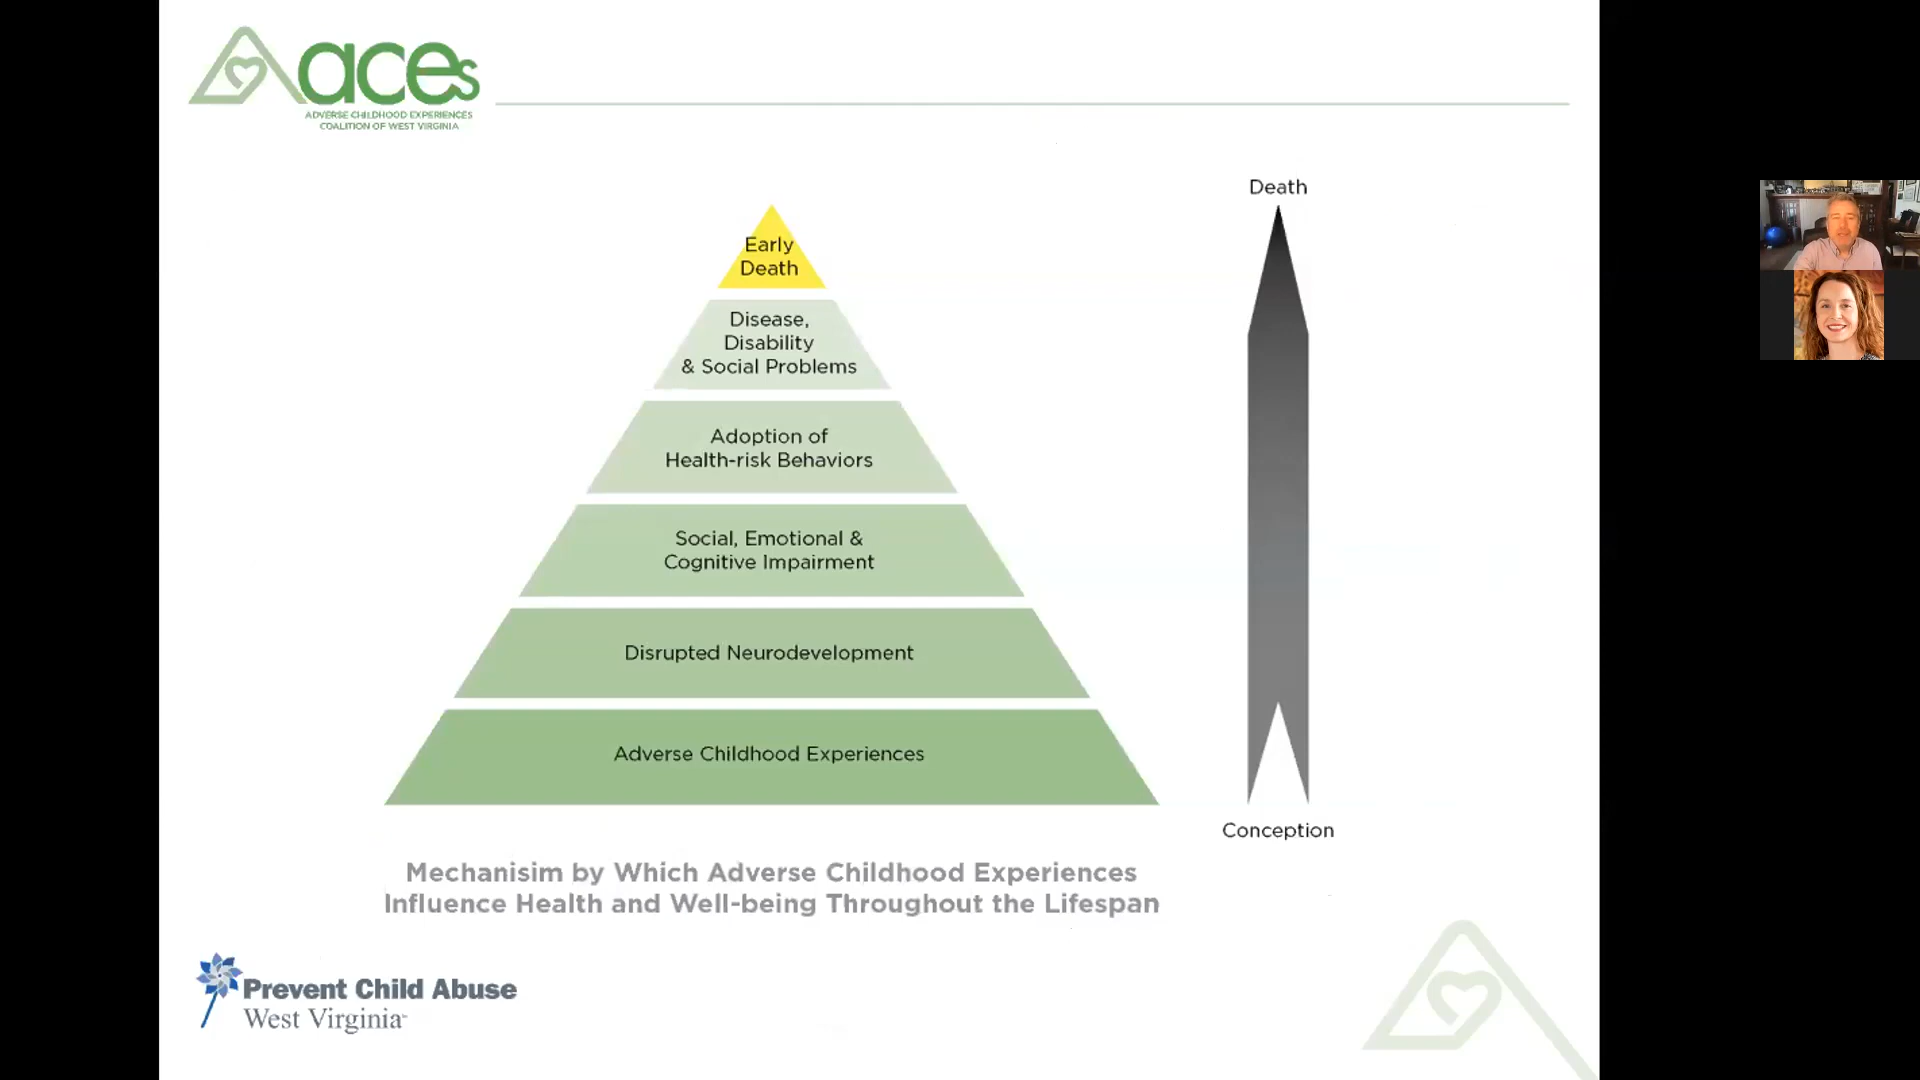 aces
ADVERSE CHILDHOOD EXPERIENCES
COALITION OF WEST VIRGINIA
Death
Early
Death
Disease,
Disability
& Social Problems
Adoption of
Health-risk Behaviors
Social, Emotional &
Cognitive Impairment
Disrupted Neurodevelopment
Adverse Childhood Experiences
Conception
Mechanisim by Which Adverse Childhood Experiences
Influence Health and Well-being Throughout the Lifespan
Prevent Child Abuse
West Virginia